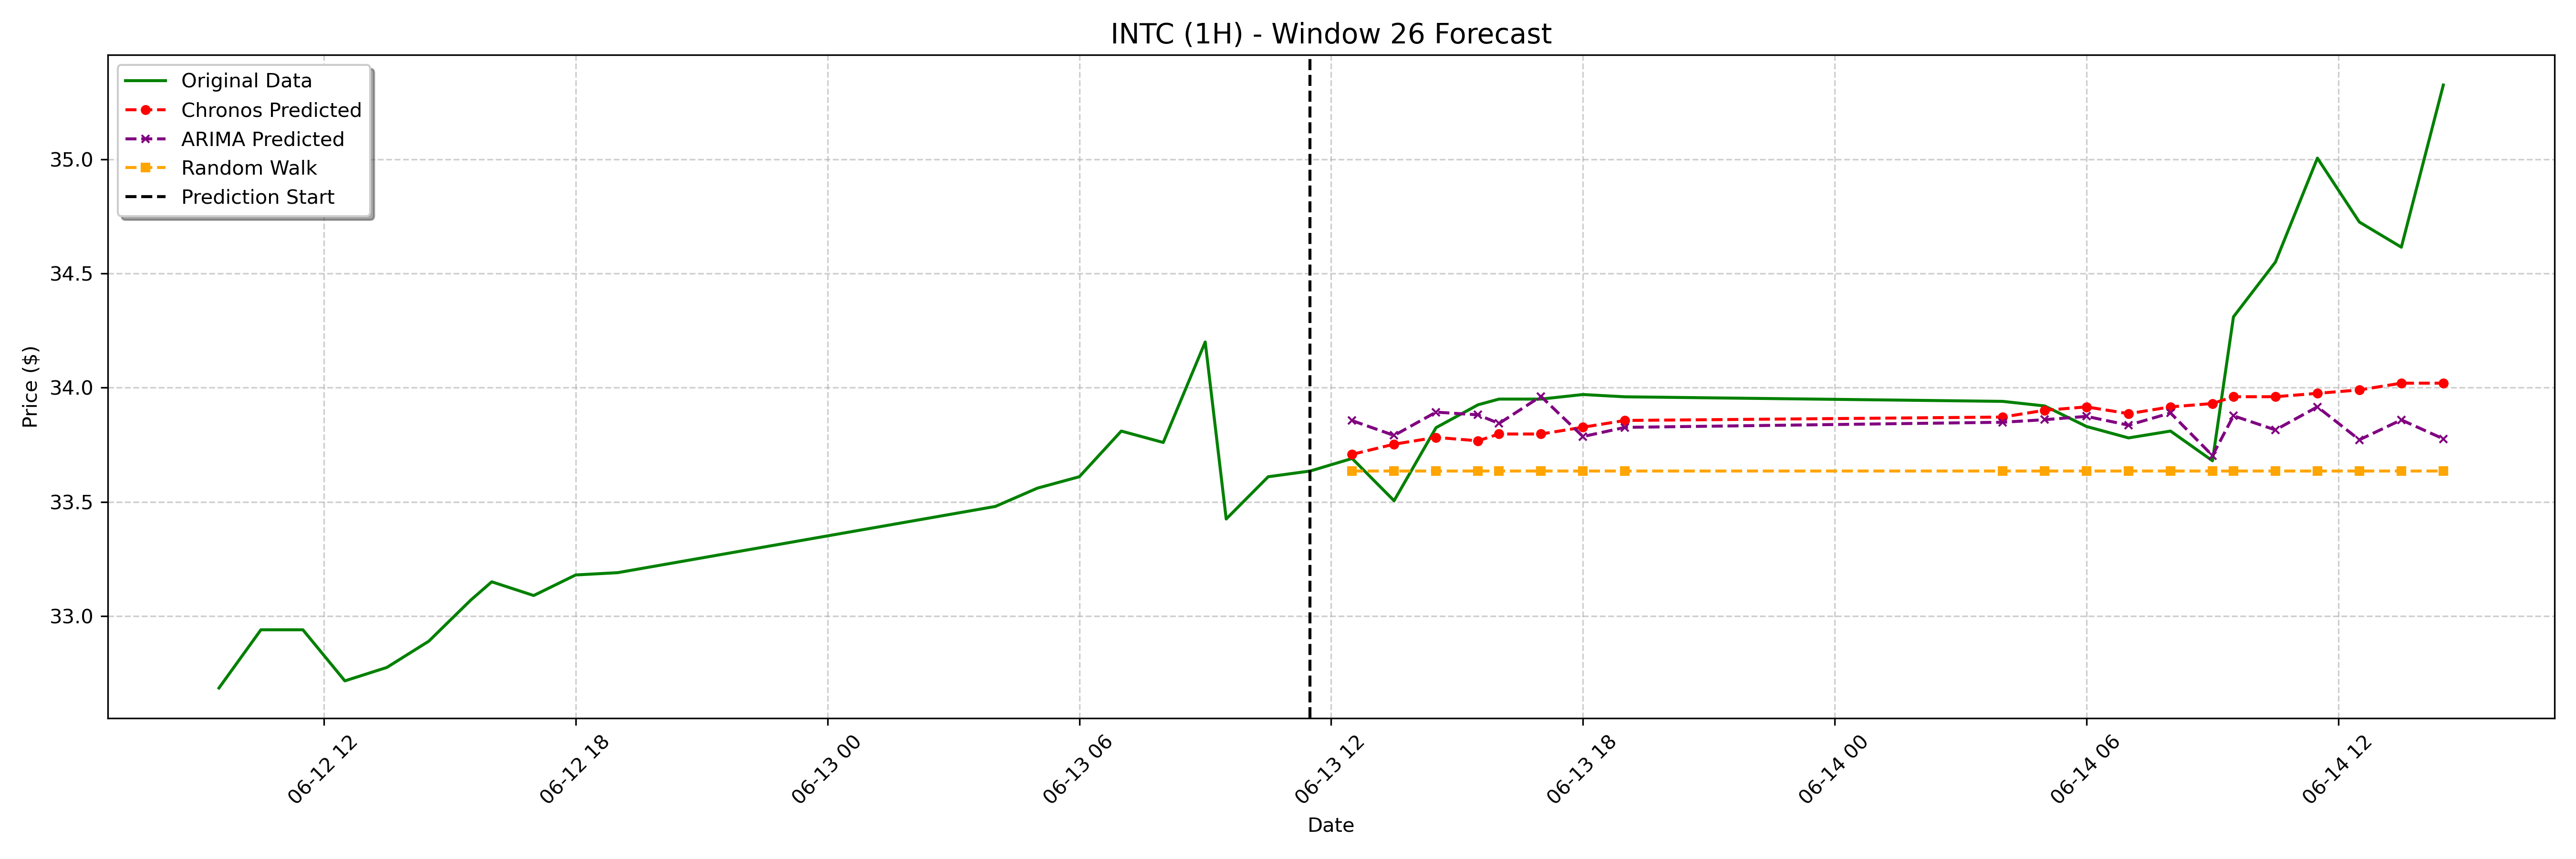 INTC (1H) - Window 26 Forecast
Original Data
Chronos Predicted
ARIMA Predicted
Random Walk
Prediction Start
Price ($)
35.0
34.5
34.0
33.5
33.0
06-12 12
06-12 18
06-13 00
06-13 06
06-13 12
06-13 18
06-14 00
06-14 06
06-14 12
Date